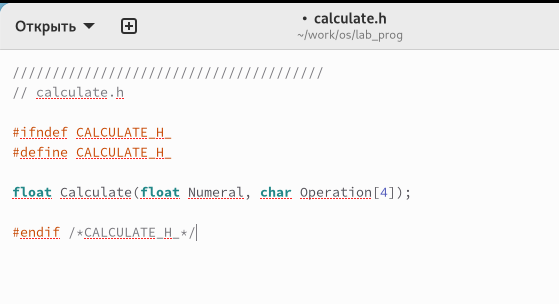 Открыть
• calculate.h
~/work/os/lab_prog
///////////////////////////////////////
// calculate.h
#ifndef CALCULATE_H_
#define CALCULATE_H_
float Calculate(float Numeral, char Operation[4]);
#endif /*CALCULATE_H_*/